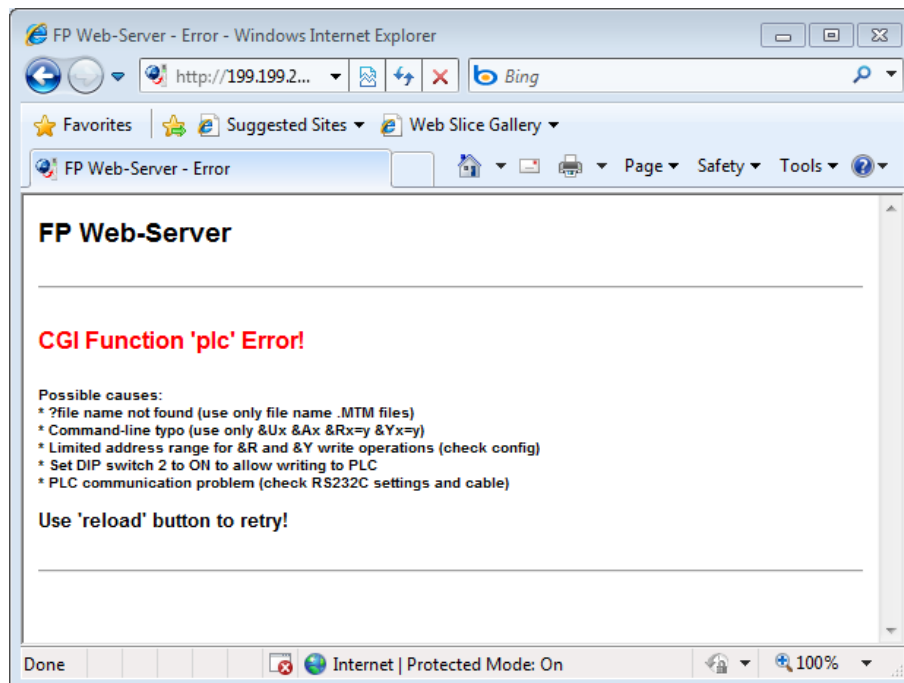 FP Web-Server - Error - Windows Internet Explorer
http://199.199.2...
Bing
Favorites Suggested Sites Web Slice Gallery
FP Web-Server - Error Page Safety Tools
FP Web-Server
CGI Function 'plc' Error!
Possible causes:
* ?file name not found (use only file name .MTM files)
* Command-line typo (use only &Ux &Ax &Rx=y &Yx=y)
* Limited address range for &R and &Y write operations (check config)
* Set DIP switch 2 to ON to allow writing to PLC
* PLC communication problem (check RS232C settings and cable)
Use 'reload' button to retry!
Done Internet | Protected Mode: On 100%